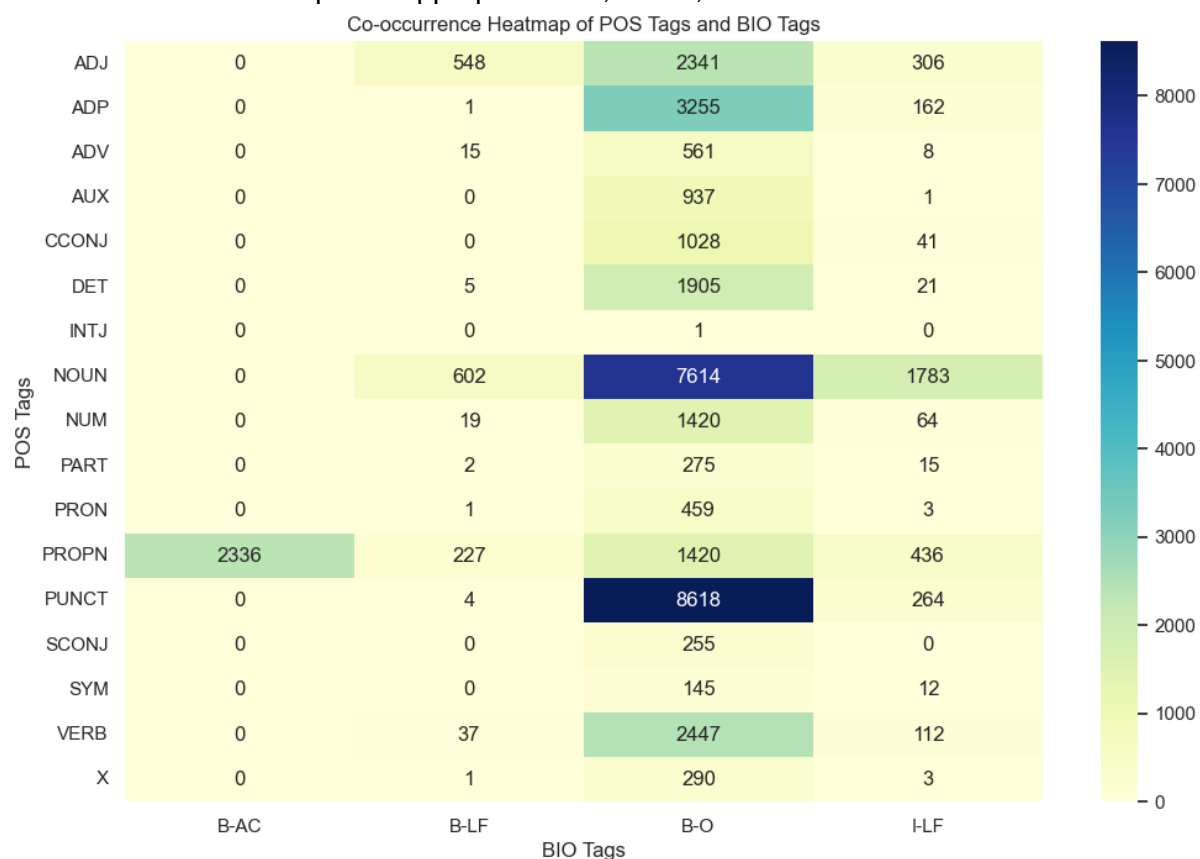 Co-occurrence Heatmap of POS Tags and BIO Tags
ADJ 0 548 2341 306
ADP 0 1 3255 162
ADV 0 15 561 8
AUX 0 0 937 1
CCONJ 0 0 1028 41
DET 0 5 1905 21
INTJ 0 0 1 0
NOUN 0 602 7614 1783
NUM 0 19 1420 64
PART 0 2 275 15
PRON 0 1 459 3
PROPN 2336 227 1420 436
PUNCT 0 4 8618 264
SCONJ 0 0 255 0
SYM 0 0 145 12
VERB 0 37 2447 112
X 0 1 290 3
POS Tags
B-AC B-LF B-O I-LF
BIO Tags
8000
7000
6000
5000
4000
3000
2000
1000
0